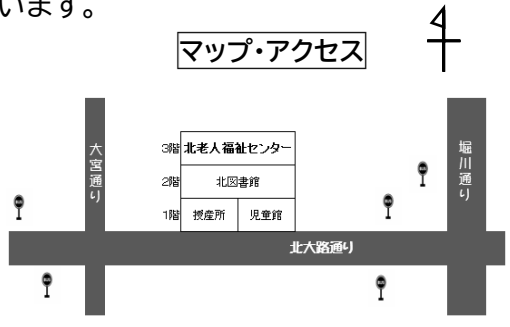 います。
マップ・アクセス
大宮通り
3階 北老人福祉センター
2階 北図書館
1階 授産所 児童館
堀川通り
北大路通り